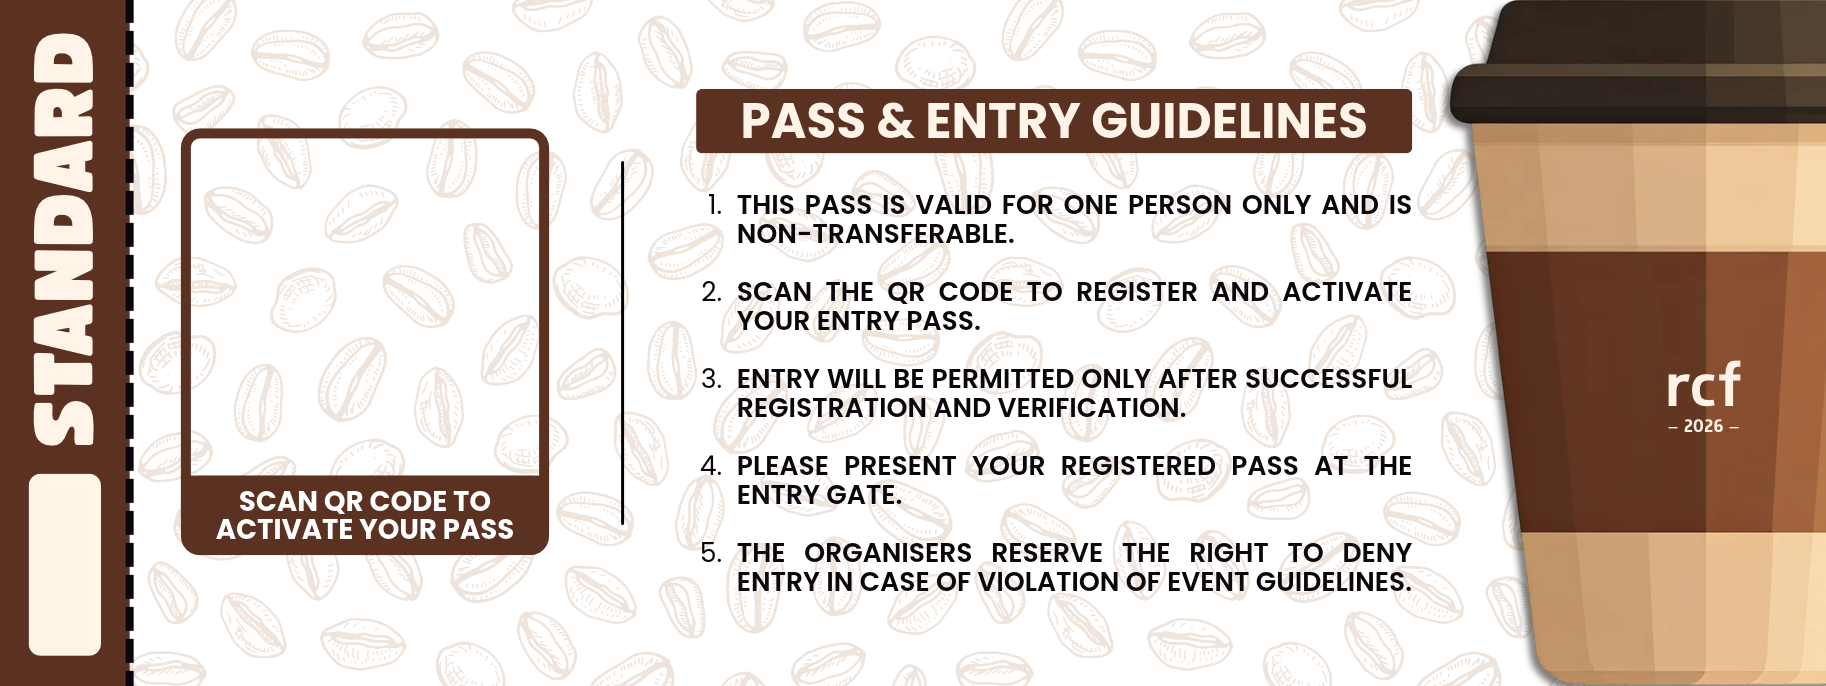 STANDARD
SCAN QR CODE TO
ACTIVATE YOUR PASS
PASS & ENTRY GUIDELINES
1. THIS PASS IS VALID FOR ONE PERSON ONLY AND IS
NON-TRANSFERABLE.
2. SCAN THE QR CODE TO REGISTER AND ACTIVATE
YOUR ENTRY PASS.
3. ENTRY WILL BE PERMITTED ONLY AFTER SUCCESSFUL
REGISTRATION AND VERIFICATION.
4. PLEASE PRESENT YOUR REGISTERED PASS AT THE
ENTRY GATE.
5. THE ORGANISERS RESERVE THE RIGHT TO DENY
ENTRY IN CASE OF VIOLATION OF EVENT GUIDELINES.
rcf
– 2026 –